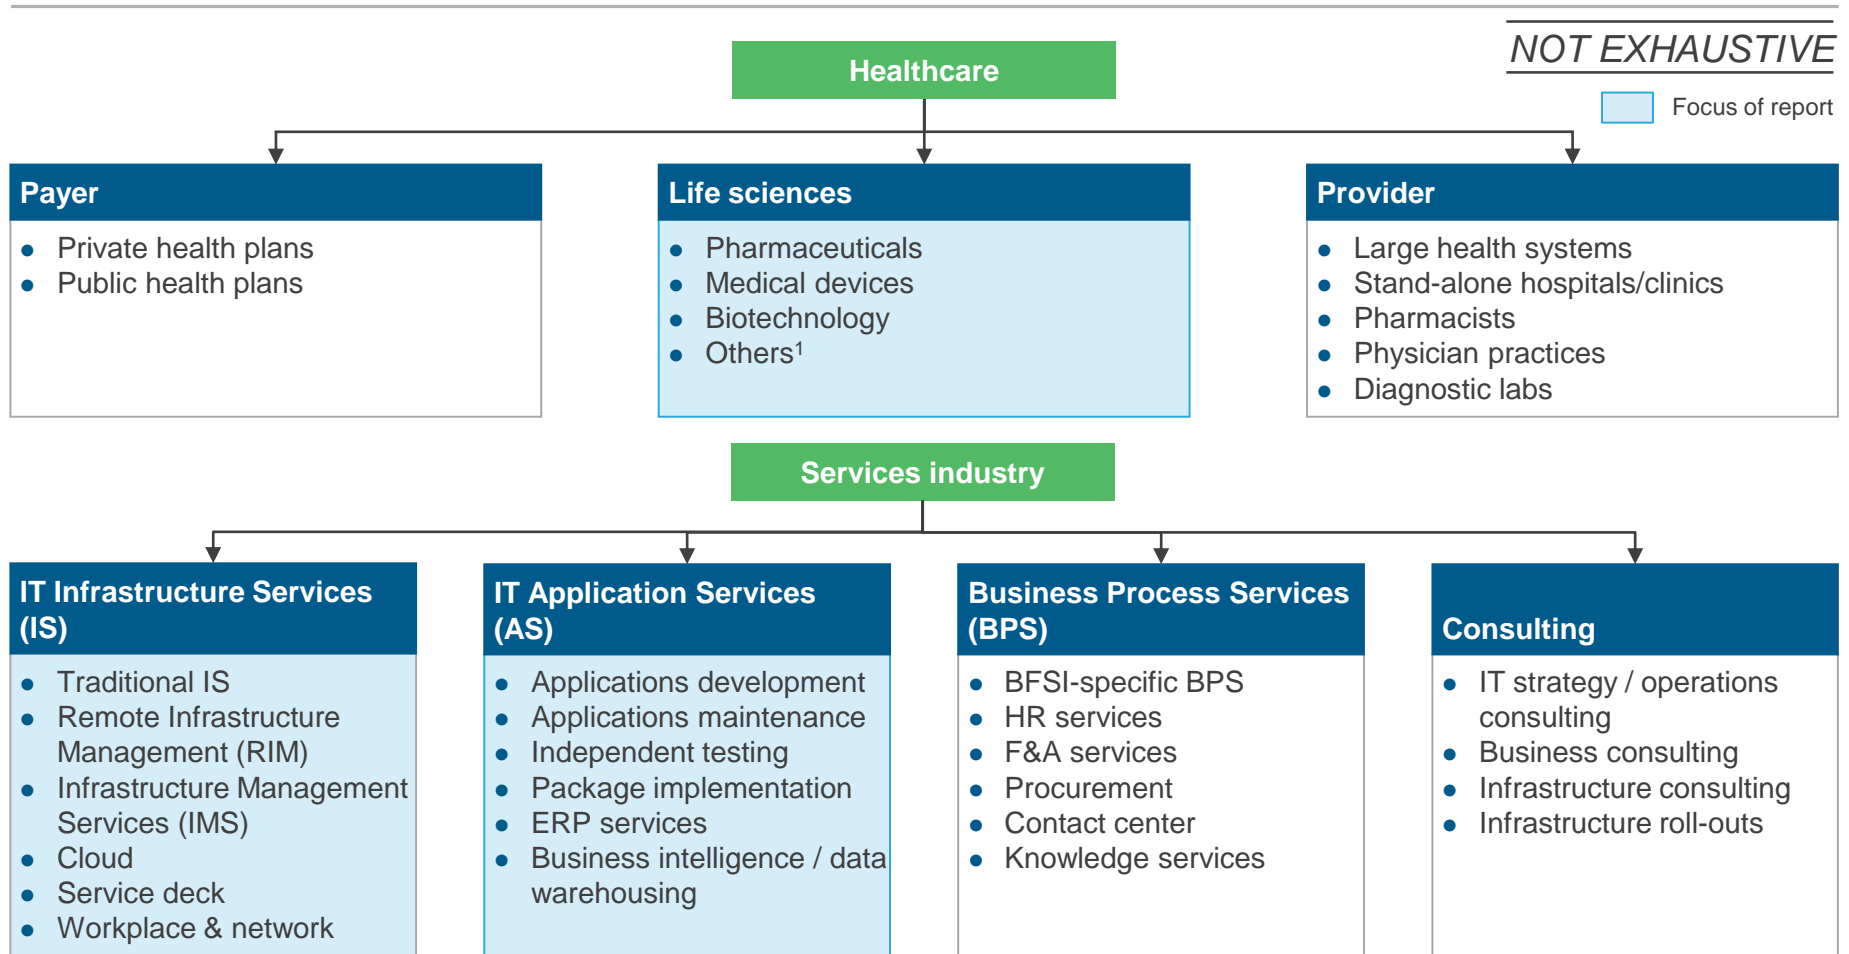 NOT EXHAUSTIVE
Focus of report
Healthcare
Payer
● Private health plans
● Public health plans
Life sciences
● Pharmaceuticals
● Medical devices
● Biotechnology
● Others¹
Provider
● Large health systems
● Stand-alone hospitals/clinics
● Pharmacists
● Physician practices
● Diagnostic labs
Services industry
IT Infrastructure Services
(IS)
● Traditional IS
● Remote Infrastructure
Management (RIM)
● Infrastructure Management
Services (IMS)
● Cloud
● Service deck
● Workplace & network
IT Application Services
(AS)
● Applications development
● Applications maintenance
● Independent testing
● Package implementation
● ERP services
● Business intelligence / data
warehousing
Business Process Services
(BPS)
● BFSI-specific BPS
● HR services
● F&A services
● Procurement
● Contact center
● Knowledge services
Consulting
● IT strategy / operations
consulting
● Business consulting
● Infrastructure consulting
● Infrastructure roll-outs